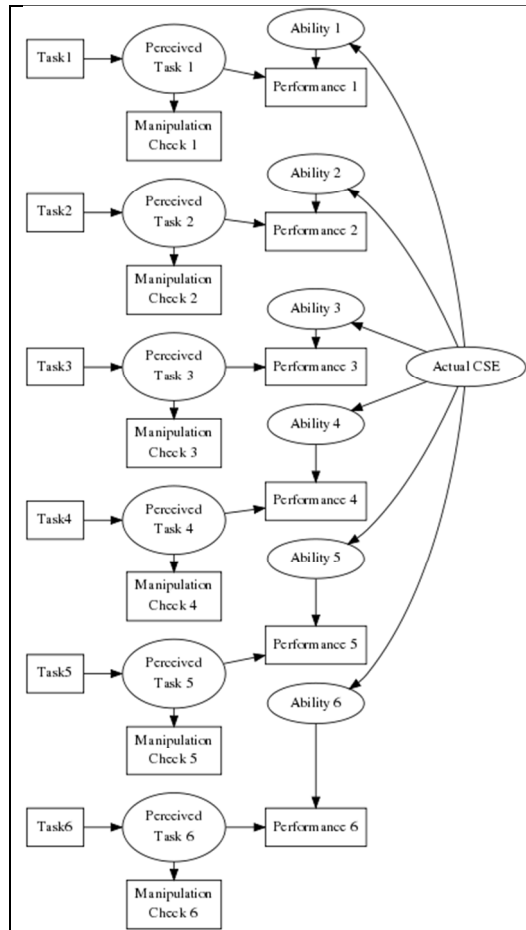 Ability 1
Task1
Perceived
Task 1
Performance 1
Manipulation
Check 1
Ability 2
Task2
Perceived
Task 2
Performance 2
Manipulation
Check 2
Ability 3
Task3
Perceived
Task 3
Performance 3
Actual CSE
Manipulation
Check 3
Ability 4
Task4
Perceived
Task 4
Performance 4
Manipulation
Check 4
Ability 5
Task5
Perceived
Task 5
Performance 5
Manipulation
Check 5
Ability 6
Task6
Perceived
Task 6
Performance 6
Manipulation
Check 6